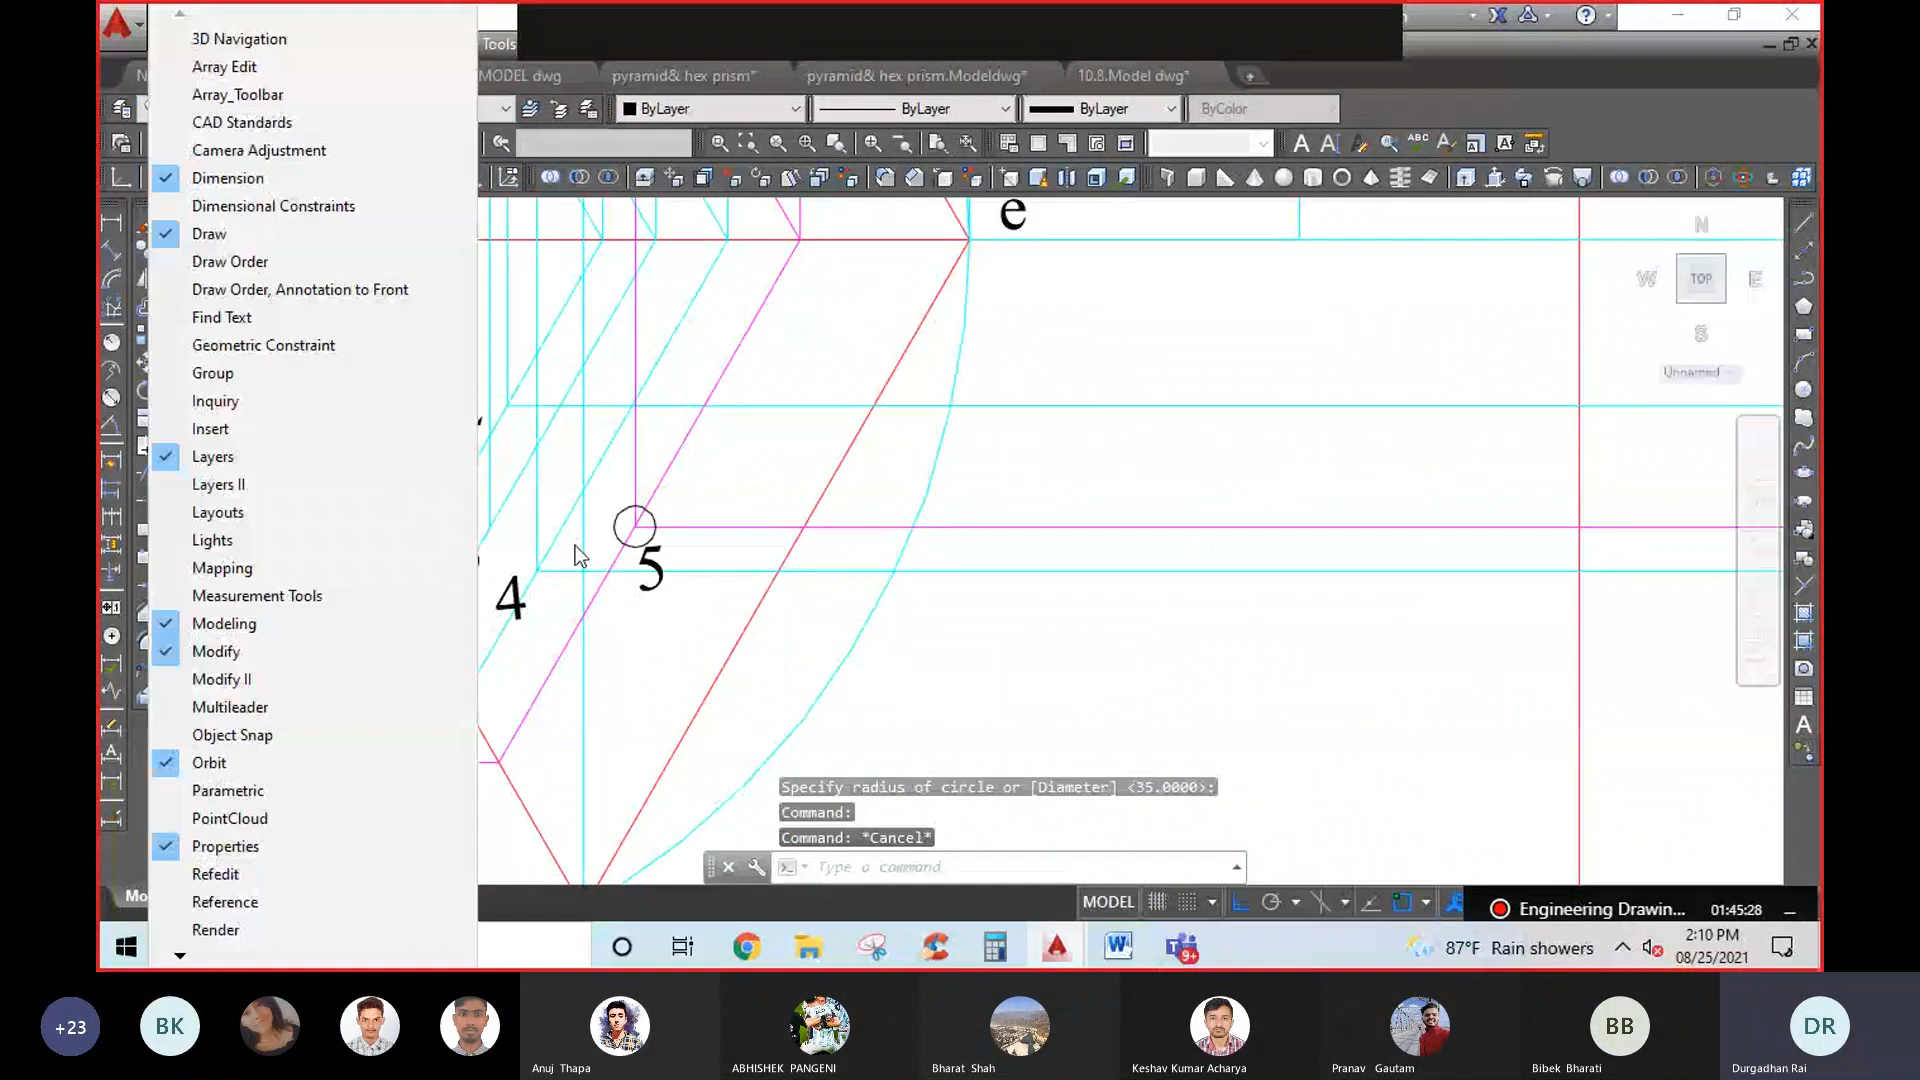 3D Navigation
Array Edit
Array_Toolbar
CAD Standards
Camera Adjustment
Dimension
Dimensional Constraints
Draw
Draw Order
Draw Order, Annotation to Front
Find Text
Geometric Constraint
Group
Inquiry
Insert
Layers
Layers II
Layouts
Lights
Mapping
Measurement Tools
Modeling
Modify
Modify II
Multileader
Object Snap
Orbit
Parametric
PointCloud
Properties
Refedit
Reference
Render
Tools
MODEL dwg
pyramid& hex prism*
pyramid& hex prism.Modeldwg*
10.8.Model dwg*
ByLayer
ByLayer
ByLayer
ByColor
e
N
W
TOP
E
S
Unnamed
5
4
Specify radius of circle or [Diameter] <35.0000>:
Command:
Command: *Cancel*
Type a command
MODEL
Engineering Drawin...
01:45:28
87°F Rain showers
2:10 PM
08/25/2021
9+
+23
BK
Anuj Thapa
ABHISHEK PANGENI
Bharat Shah
Keshav Kumar Acharya
Pranav Gautam
BB
Bibek Bharati
DR
Durgadhan Rai